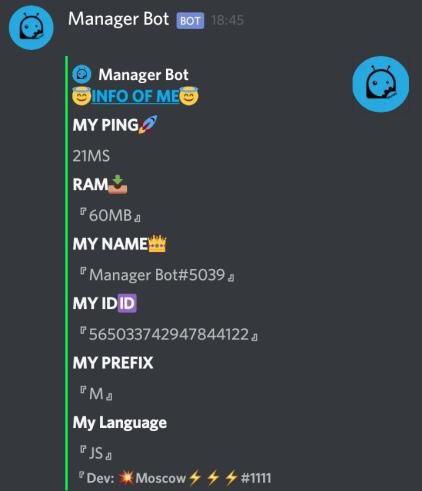 Manager Bot BOT 18:45
Manager Bot
😇INFO OF ME😇
MY PING🚀
21MS
RAM📥
『60MB』
MY NAME👑
『Manager Bot#5039』
MY ID🆔
『565033742947844122』
MY PREFIX
『M』
My Language
『JS』
『Dev: 💥Moscow⚡⚡⚡#1111